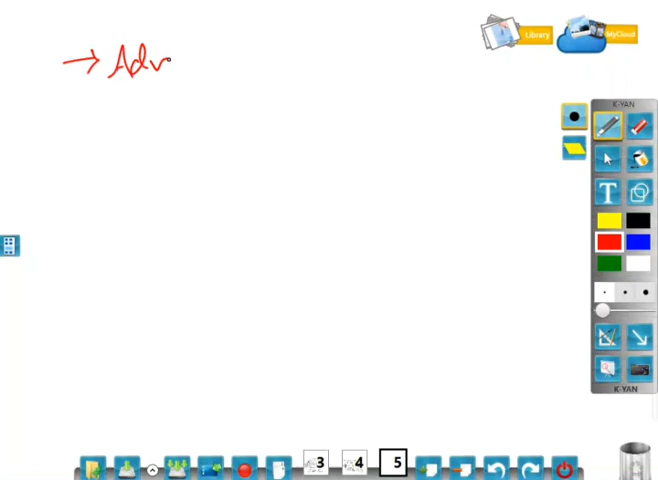 → Adv
Library
MyCloud
K-YAN
T
3
4
5
K-YAN